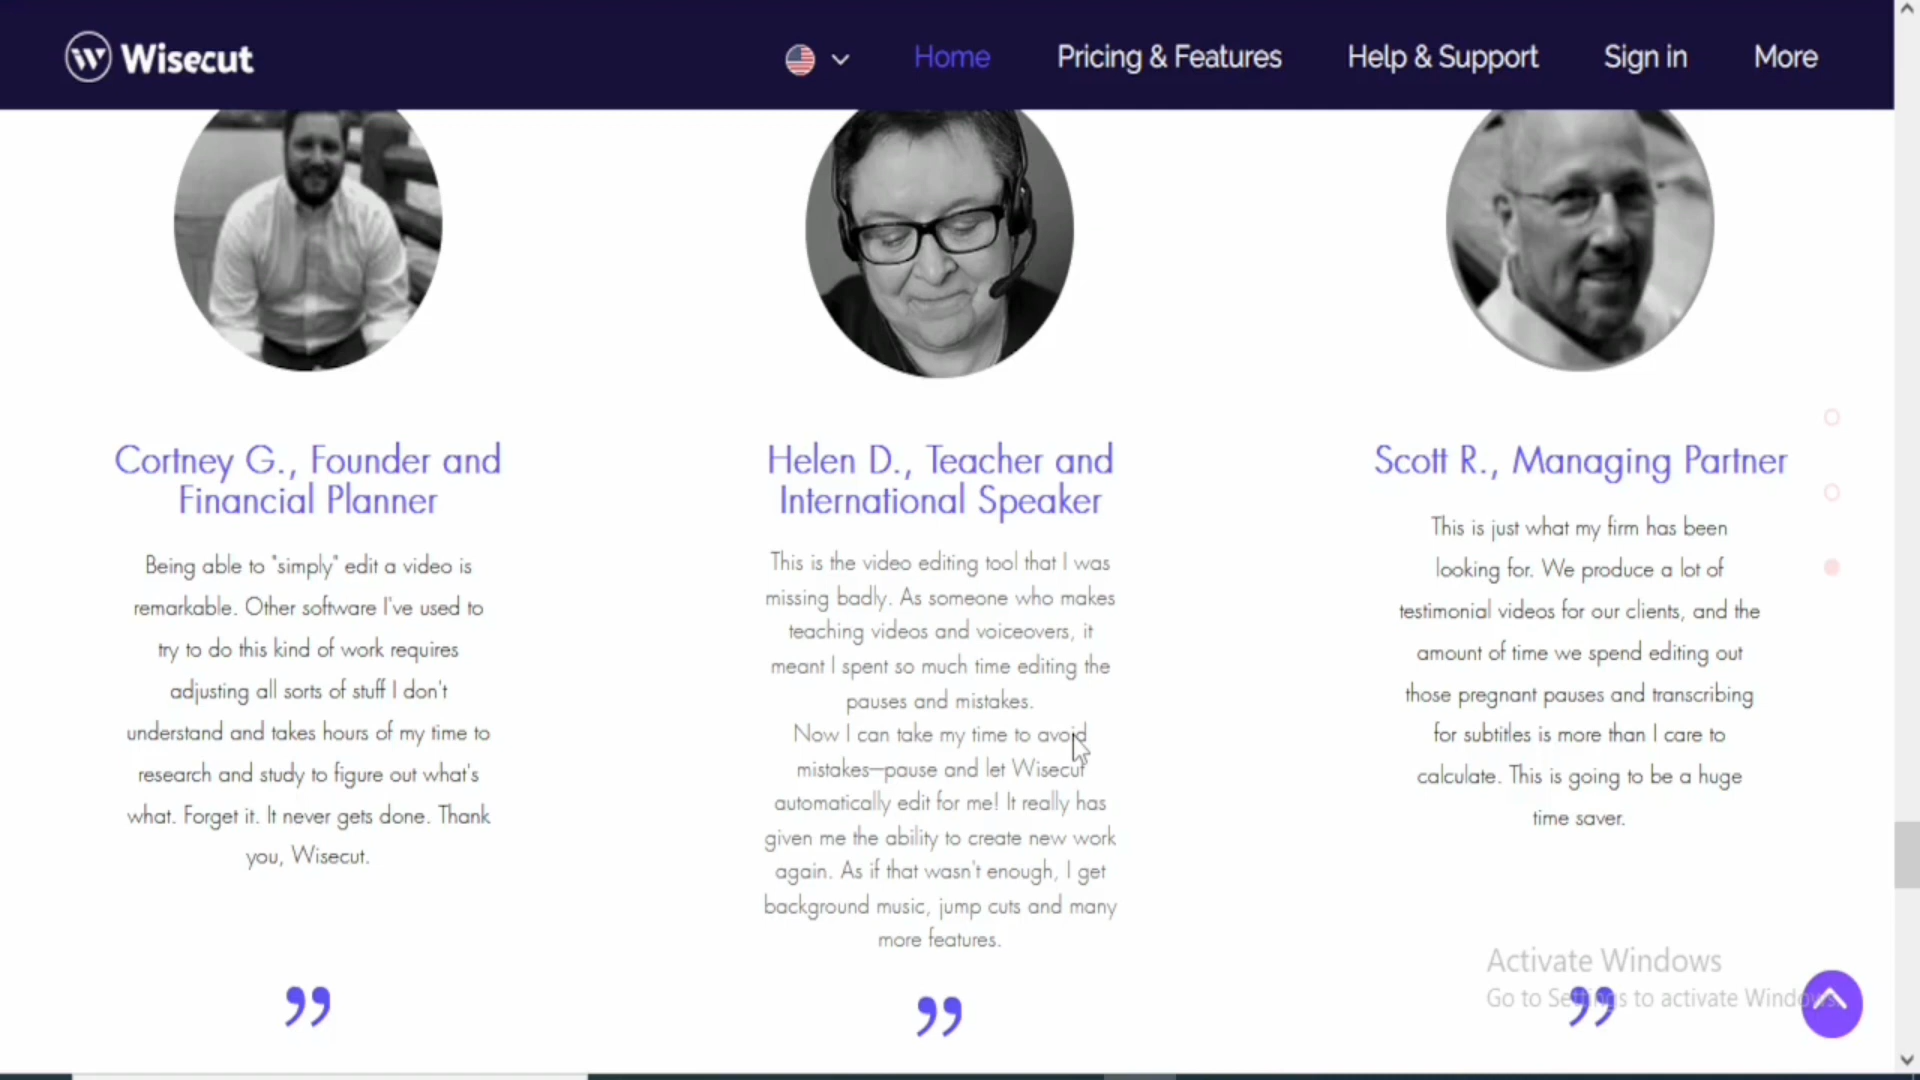 Wisecut
Home
Pricing & Features
Help & Support
Sign in
More
Cortney G., Founder and
Financial Planner
Being able to "simply" edit a video is
remarkable. Other software I've used to
try to do this kind of work requires
adjusting all sorts of stuff I don't
understand and takes hours of my time to
research and study to figure out what's
what. Forget it. It never gets done. Thank
you, Wisecut.
”
Helen D., Teacher and
International Speaker
This is the video editing tool that I was
missing badly. As someone who makes
teaching videos and voiceovers, it
meant I spent so much time editing the
pauses and mistakes.
Now I can take my time to avoid
mistakes—pause and let Wisecut
automatically edit for me! It really has
given me the ability to create new work
again. As if that wasn't enough, I get
background music, jump cuts and many
more features.
”
Scott R., Managing Partner
This is just what my firm has been
looking for. We produce a lot of
testimonial videos for our clients, and the
amount of time we spend editing out
those pregnant pauses and transcribing
for subtitles is more than I care to
calculate. This is going to be a huge
time saver.
”
Activate Windows
Go to Settings to activate Windows.